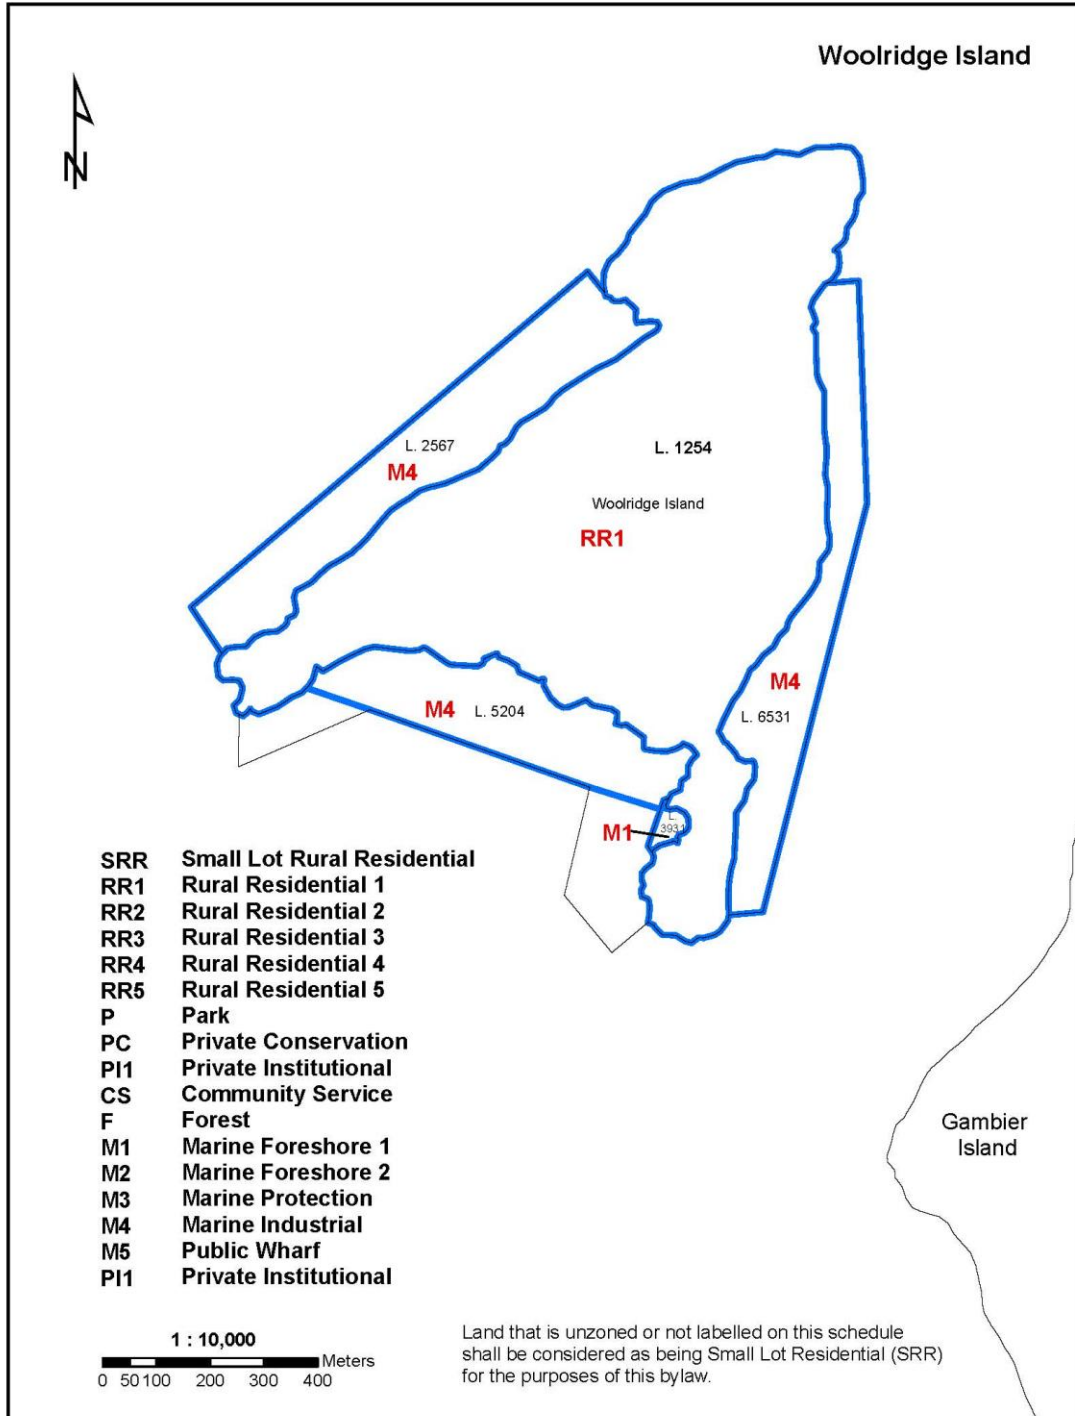 Woolridge Island
N
L. 2567
M4
L. 1254
Woolridge Island
RR1
M4
L. 6531
M4 L. 5204
L.
3931
M1
SRR Small Lot Rural Residential
RR1 Rural Residential 1
RR2 Rural Residential 2
RR3 Rural Residential 3
RR4 Rural Residential 4
RR5 Rural Residential 5
P Park
PC Private Conservation
PI1 Private Institutional
CS Community Service
F Forest
M1 Marine Foreshore 1
M2 Marine Foreshore 2
M3 Marine Protection
M4 Marine Industrial
M5 Public Wharf
PI1 Private Institutional
Gambier
Island
1 : 10,000
Meters
0 50 100 200 300 400
Land that is unzoned or not labelled on this schedule
shall be considered as being Small Lot Residential (SRR)
for the purposes of this bylaw.